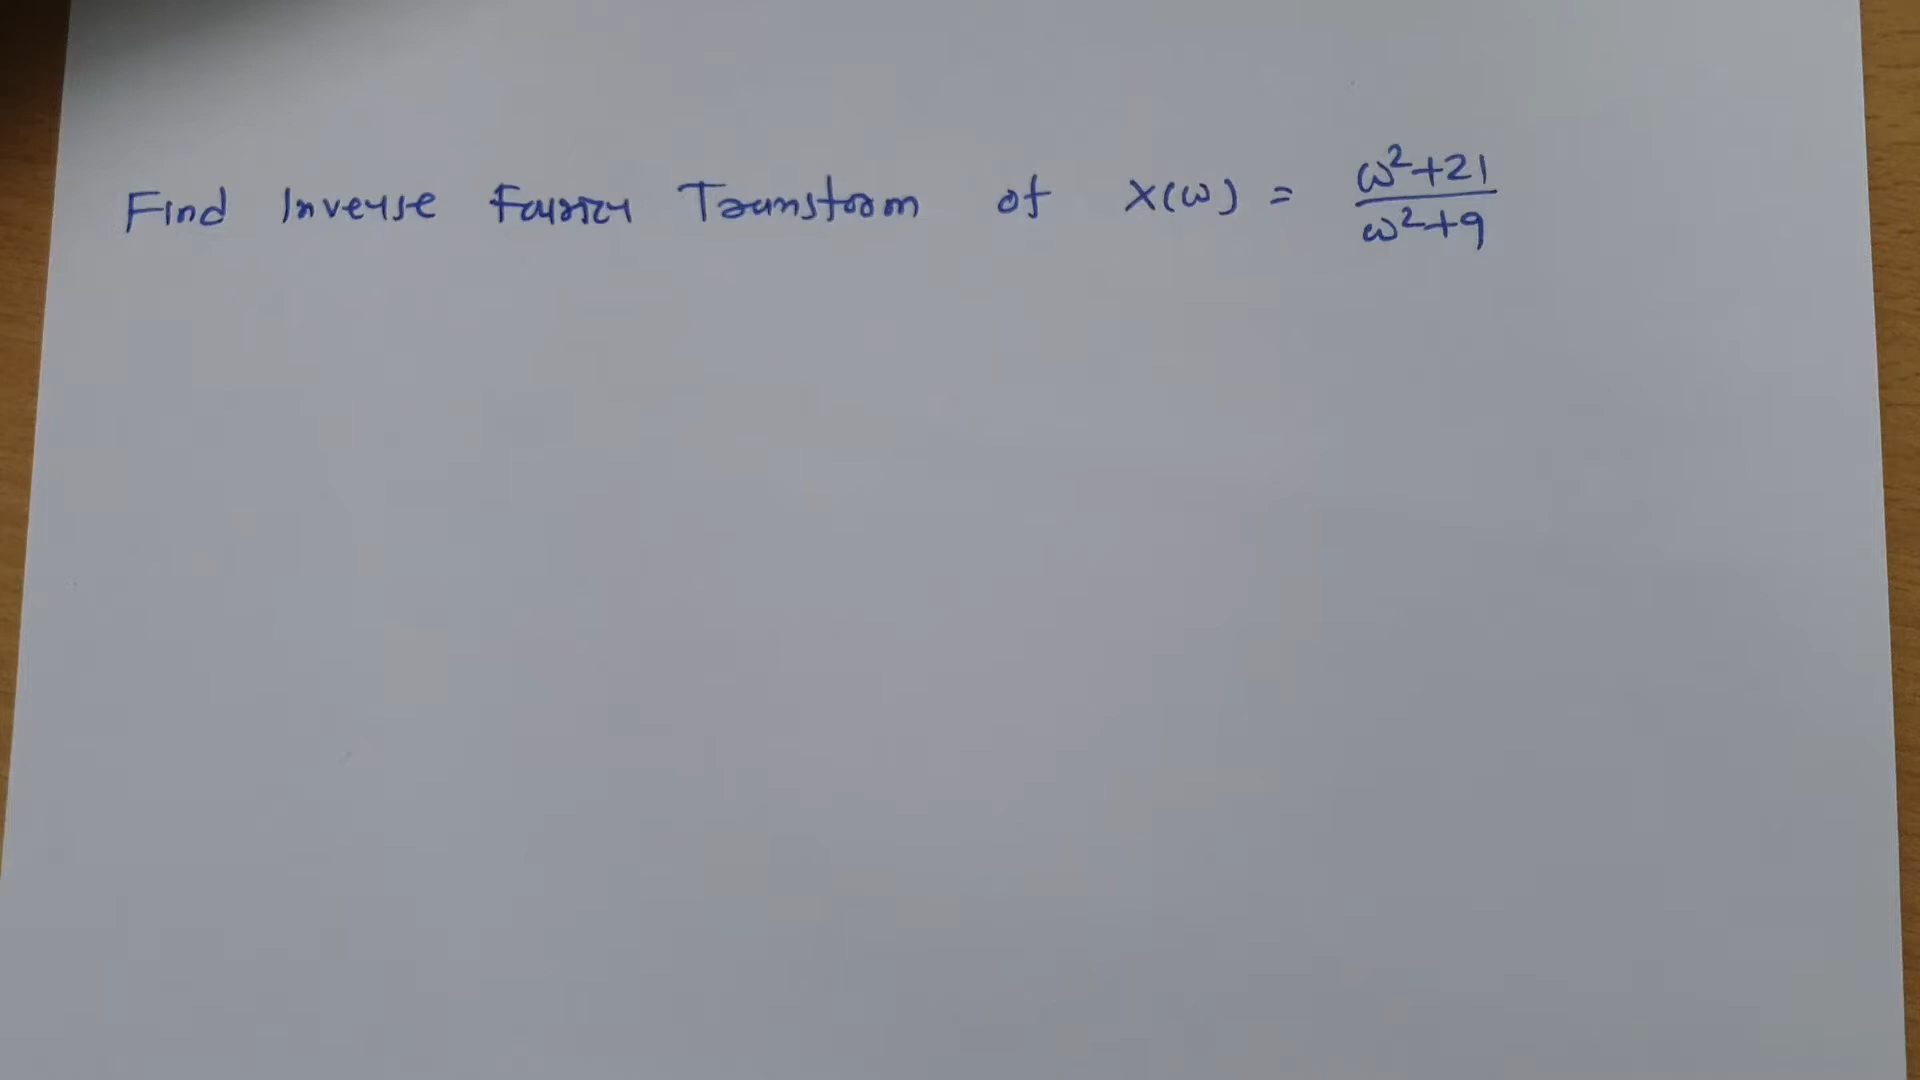 Find Inverse Fourier Transform of X(ω) = ω²+21 / ω²+9